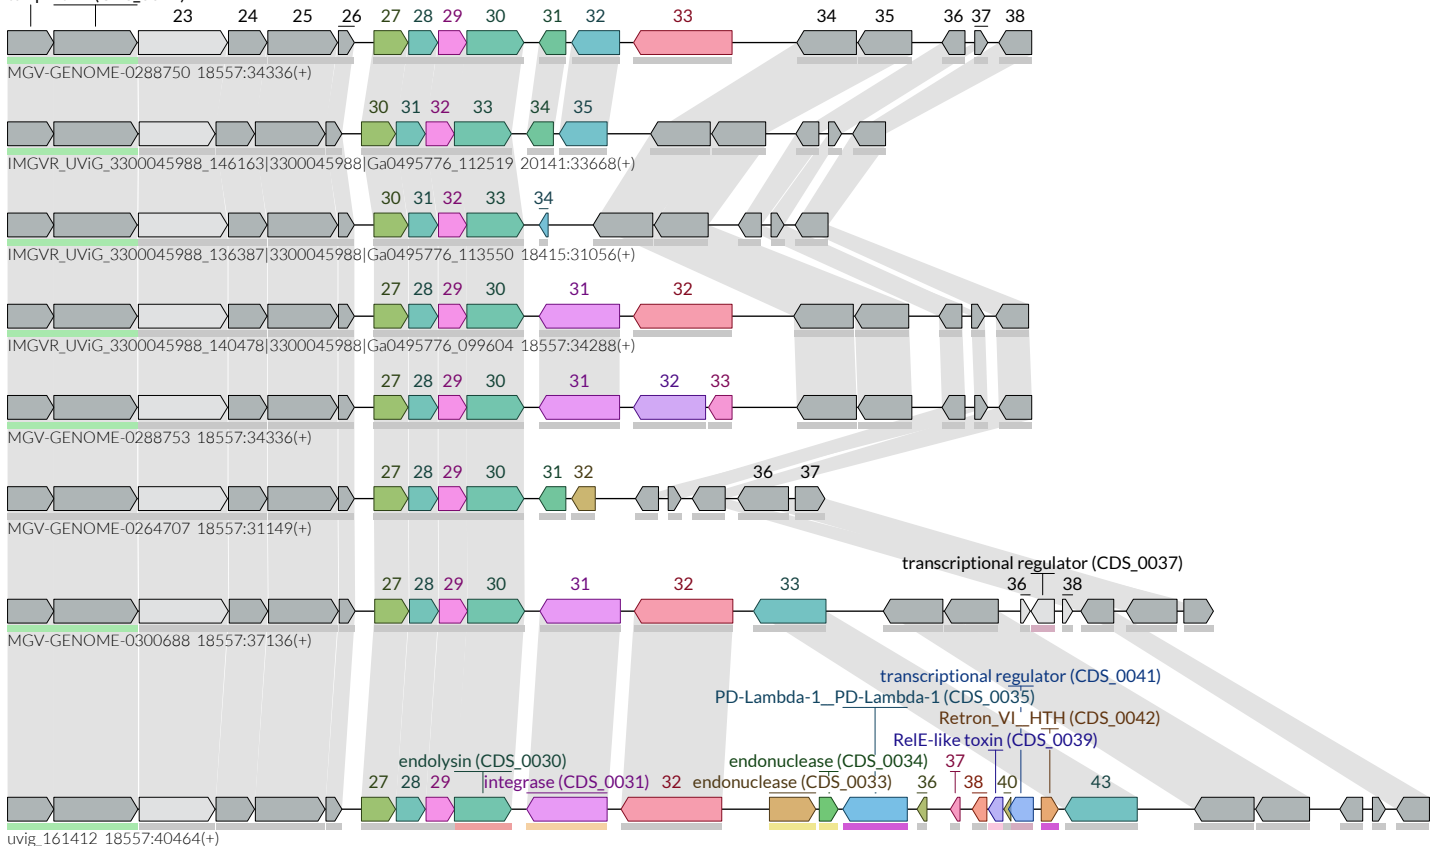 23 24 25 26 27 28 29 30 31 32 33 34 35 36 37 38
MGV-GENOME-0288750 18557:34336(+)
30 31 32 33 34 35
IMGVR_UViG_3300045988_146163|3300045988|Ga0495776_112519 20141:33668(+)
30 31 32 33 34
IMGVR_UViG_3300045988_136387|3300045988|Ga0495776_113550 18415:31056(+)
27 28 29 30 31 32
IMGVR_UViG_3300045988_140478|3300045988|Ga0495776_099604 18557:34288(+)
27 28 29 30 31 32 33
MGV-GENOME-0288753 18557:34336(+)
27 28 29 30 31 32 36 37
MGV-GENOME-0264707 18557:31149(+)
transcriptional regulator (CDS_0037)
27 28 29 30 31 32 33 36 38
MGV-GENOME-0300688 18557:37136(+)
transcriptional regulator (CDS_0041)
PD-Lambda-1__PD-Lambda-1 (CDS_0035)
Retron_VI__HTH (CDS_0042)
RelE-like toxin (CDS_0039)
endolysin (CDS_0030) endonuclease (CDS_0034) 37
27 28 29 integrase (CDS_0031) 32 endonuclease (CDS_0033) 36 38 40 43
uvig_161412 18557:40464(+)